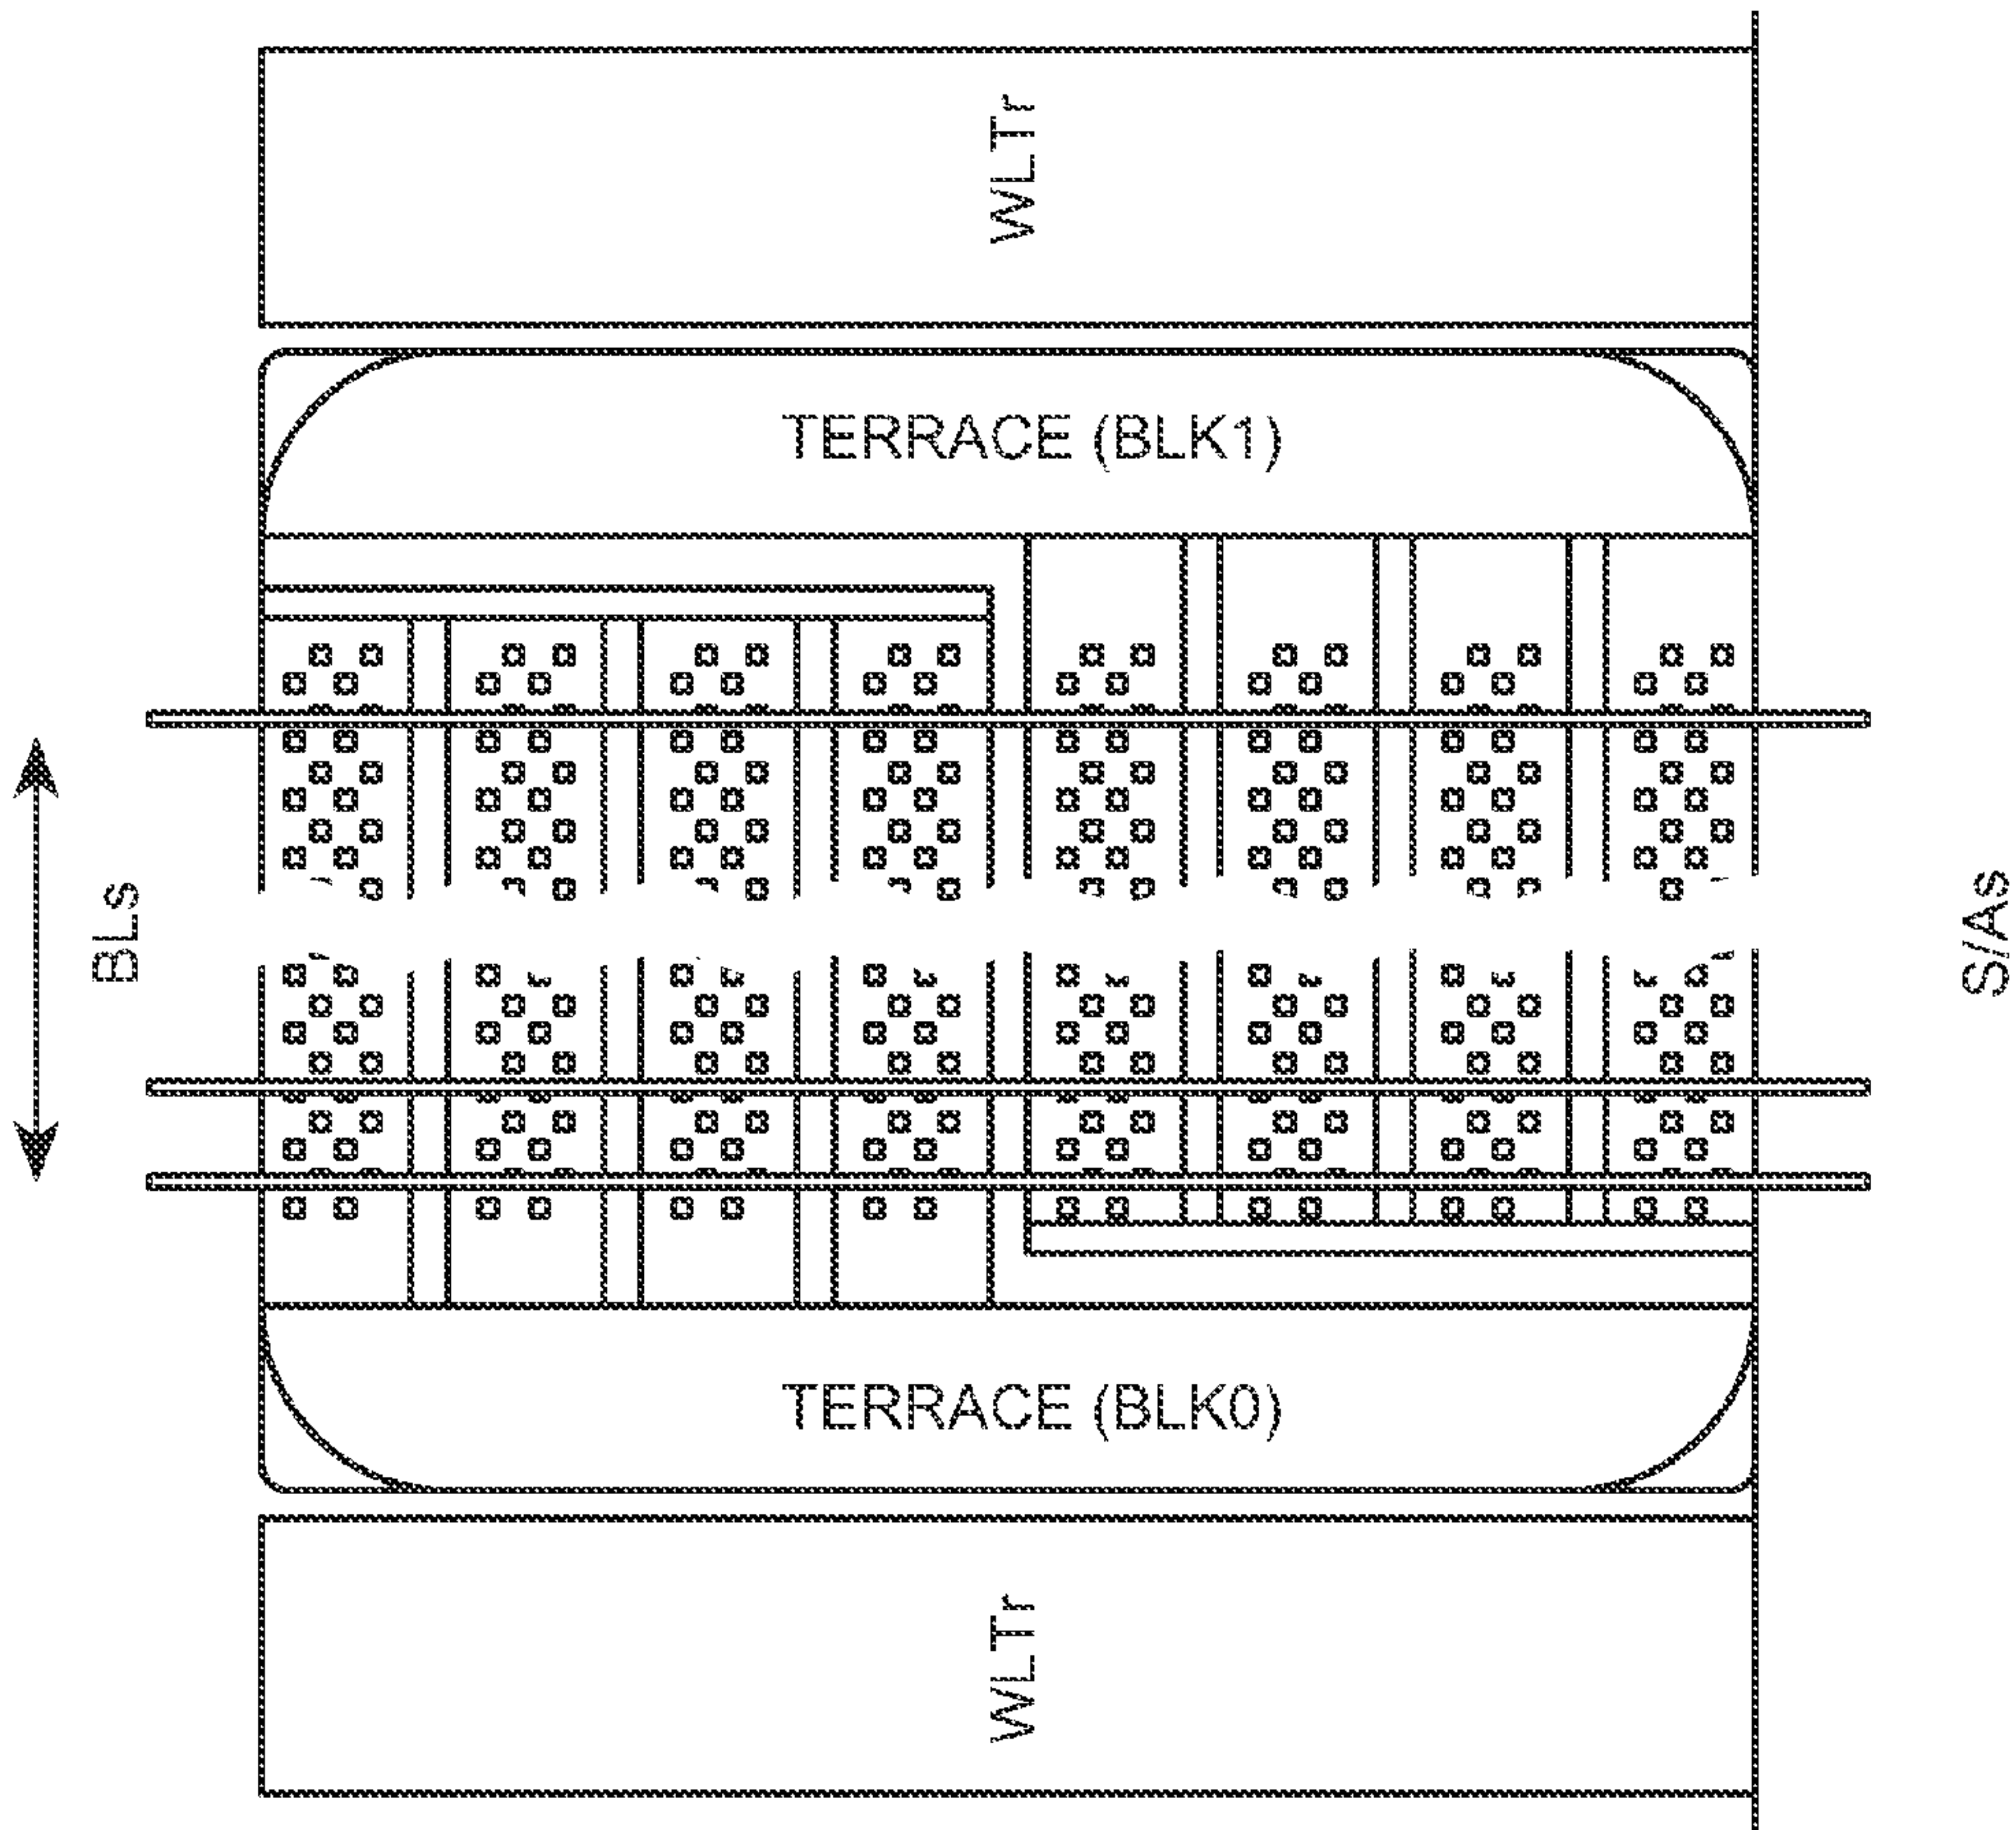 WLTr
TERRACE (BLK1)
BLs
S/As
TERRACE (BLK0)
WLTr